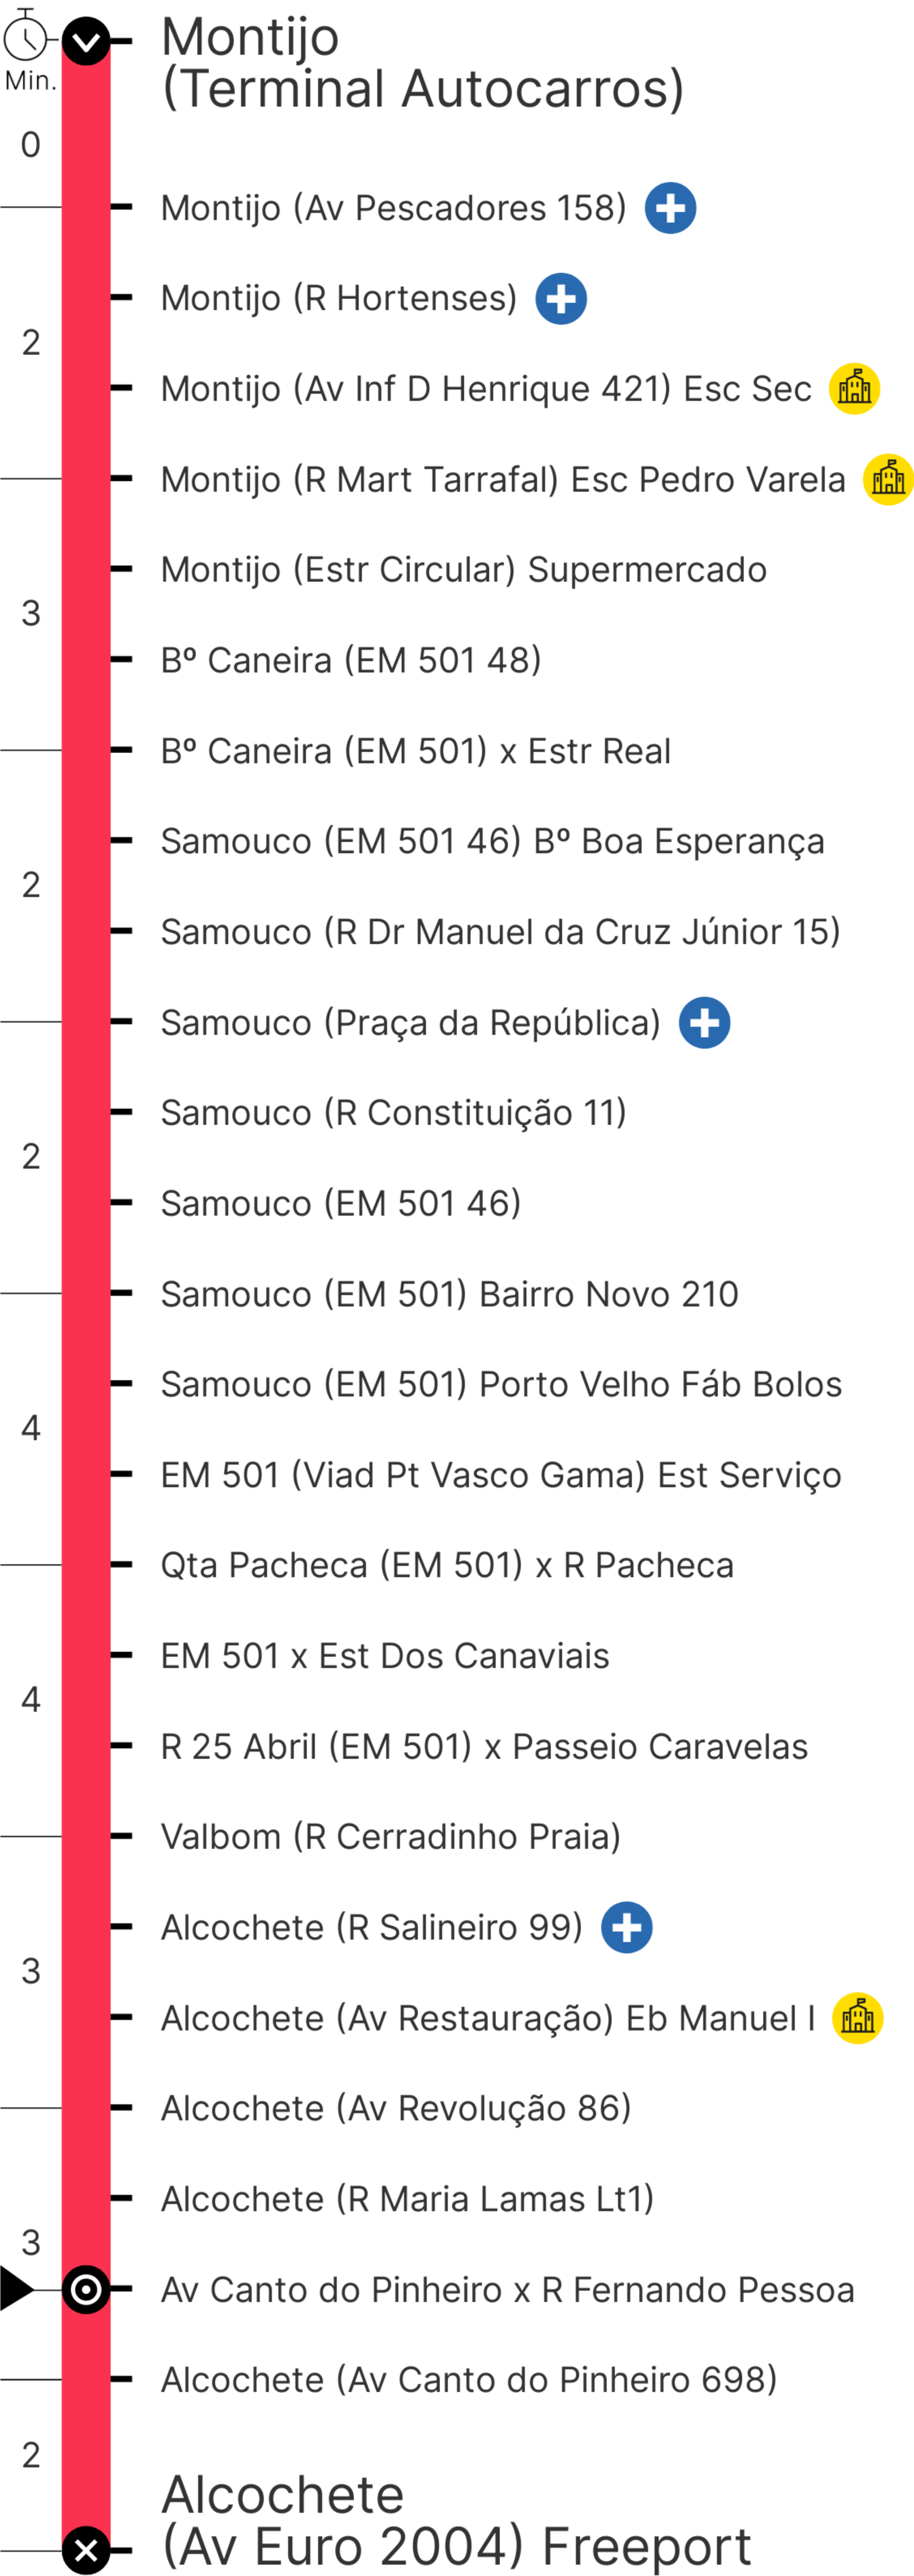 Montijo
Min.
(Terminal Autocarros)
0
Montijo (Av Pescadores 158)
Montijo (R Hortenses)
2
Montijo (Av Inf D Henrique 421) Esc Sec
Montijo (R Mart Tarrafal) Esc Pedro Varela
Montijo (Estr Circular) Supermercado
3
Bº Caneira (EM 501 48)
Bº Caneira (EM 501) x Estr Real
Samouco (EM 501 46) Bº Boa Esperança
2
Samouco (R Dr Manuel da Cruz Júnior 15)
Samouco (Praça da República)
Samouco (R Constituição 11)
2
Samouco (EM 501 46)
Samouco (EM 501) Bairro Novo 210
Samouco (EM 501) Porto Velho Fáb Bolos
4
EM 501 (Viad Pt Vasco Gama) Est Serviço
Qta Pacheca (EM 501) x R Pacheca
EM 501 x Est Dos Canaviais
4
R 25 Abril (EM 501) x Passeio Caravelas
Valbom (R Cerradinho Praia)
Alcochete (R Salineiro 99)
3
Alcochete (Av Restauração) Eb Manuel I
Alcochete (Av Revolução 86)
Alcochete (R Maria Lamas Lt1)
3
Av Canto do Pinheiro x R Fernando Pessoa
Alcochete (Av Canto do Pinheiro 698)
2
Alcochete
(Av Euro 2004) Freeport